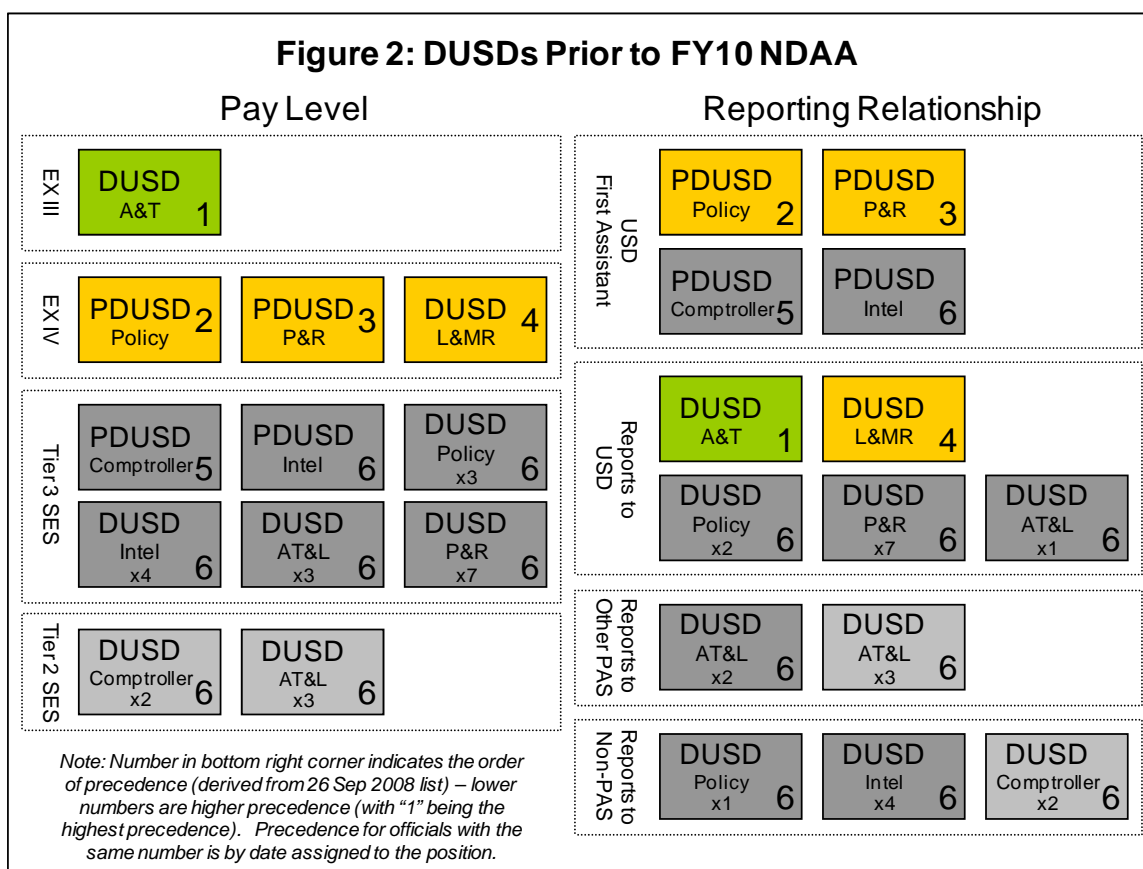 Figure 2: DUSDs Prior to FY10 NDAA
Pay Level
EX III
DUSD
A&T
1
EX IV
PDUSD
Policy
2
PDUSD
P&R
3
DUSD
L&MR
4
Tier 3 SES
PDUSD
Comptroller
5
PDUSD
Intel
6
DUSD
Policy
x3
6
DUSD
Intel
x4
6
DUSD
AT&L
x3
6
DUSD
P&R
x7
6
Tier 2 SES
DUSD
Comptroller
x2
6
DUSD
AT&L
x3
6
Note: Number in bottom right corner indicates the order
of precedence (derived from 26 Sep 2008 list) – lower
numbers are higher precedence (with “1” being the
highest precedence). Precedence for officials with the
same number is by date assigned to the position.
Reporting Relationship
USD
First Assistant
PDUSD
Policy
2
PDUSD
P&R
3
PDUSD
Comptroller
5
PDUSD
Intel
6
Reports to
USD
DUSD
A&T
1
DUSD
L&MR
4
DUSD
Policy
x2
6
DUSD
P&R
x7
6
DUSD
AT&L
x1
6
Reports to
Other PAS
DUSD
AT&L
x2
6
DUSD
AT&L
x3
6
Reports to
Non-PAS
DUSD
Policy
x1
6
DUSD
Intel
x4
6
DUSD
Comptroller
x2
6